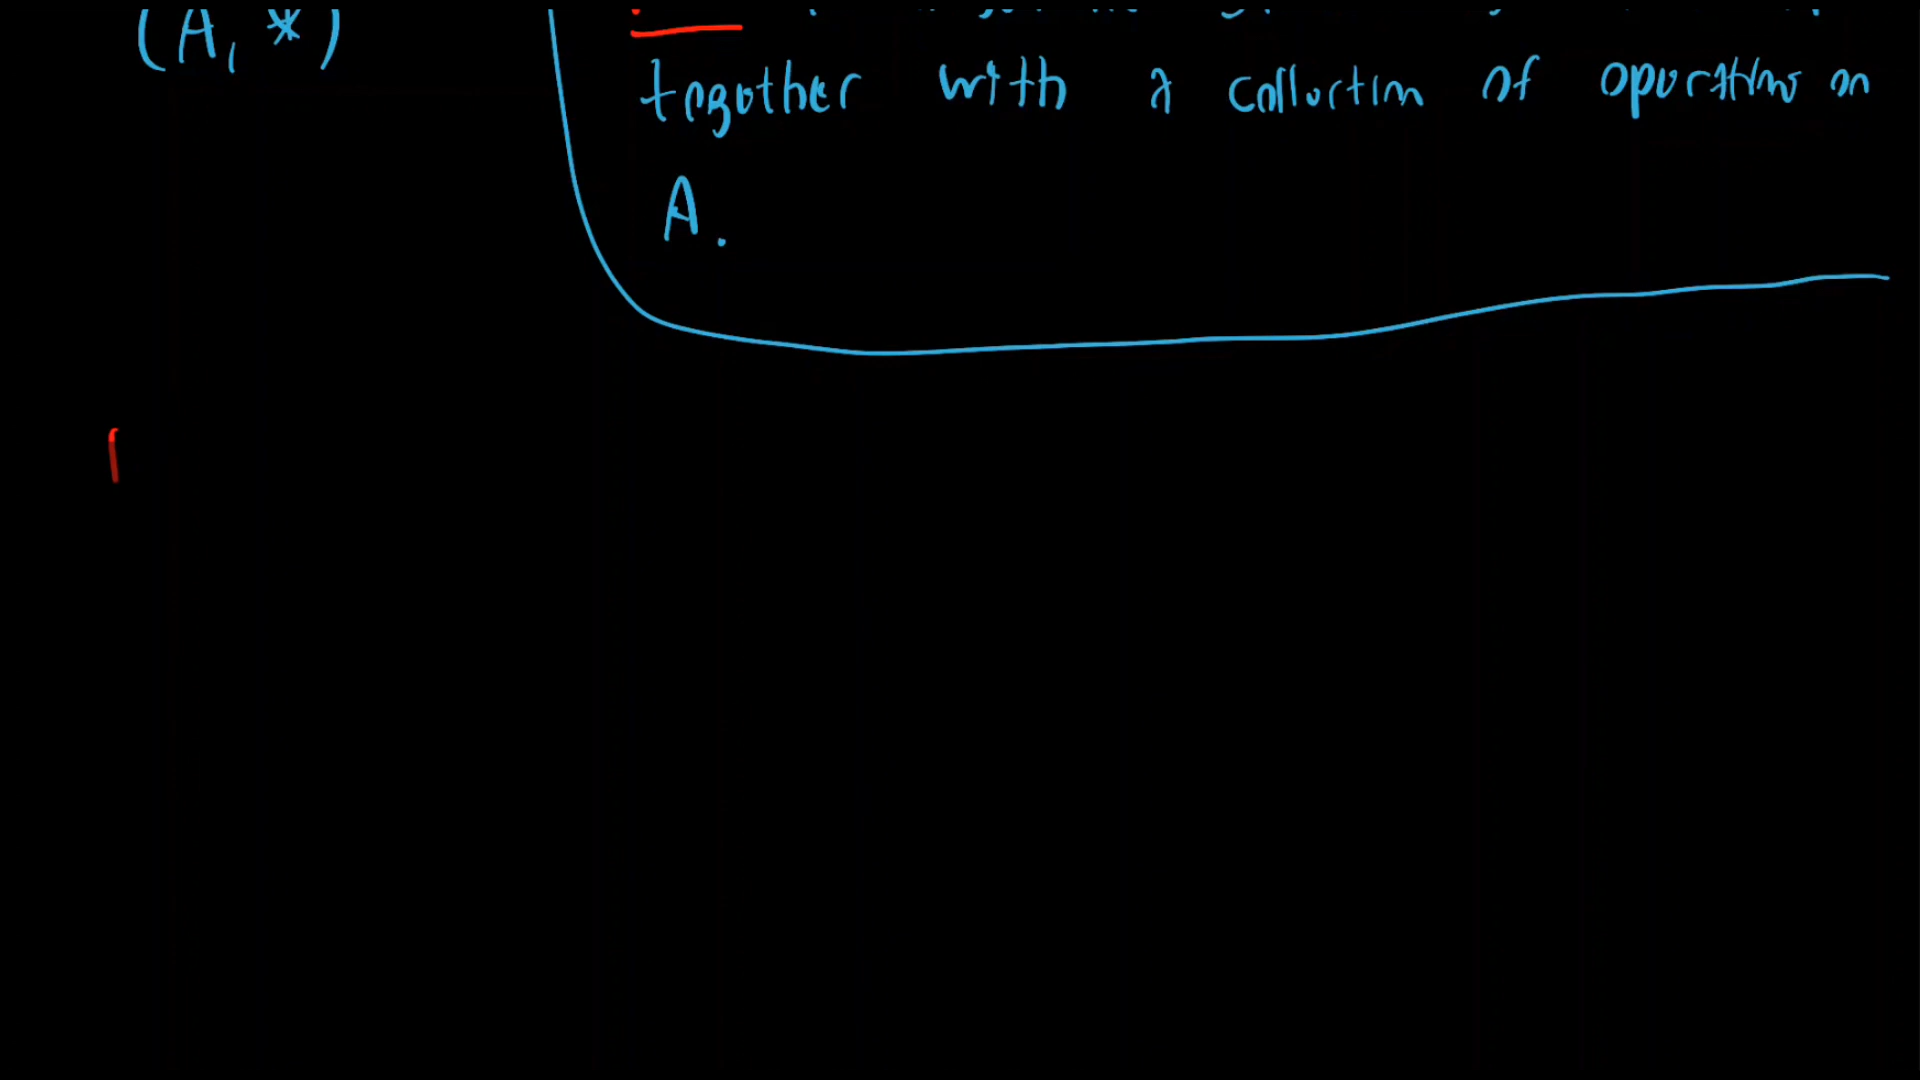 (A, *)
together with a collection of operations on
A.